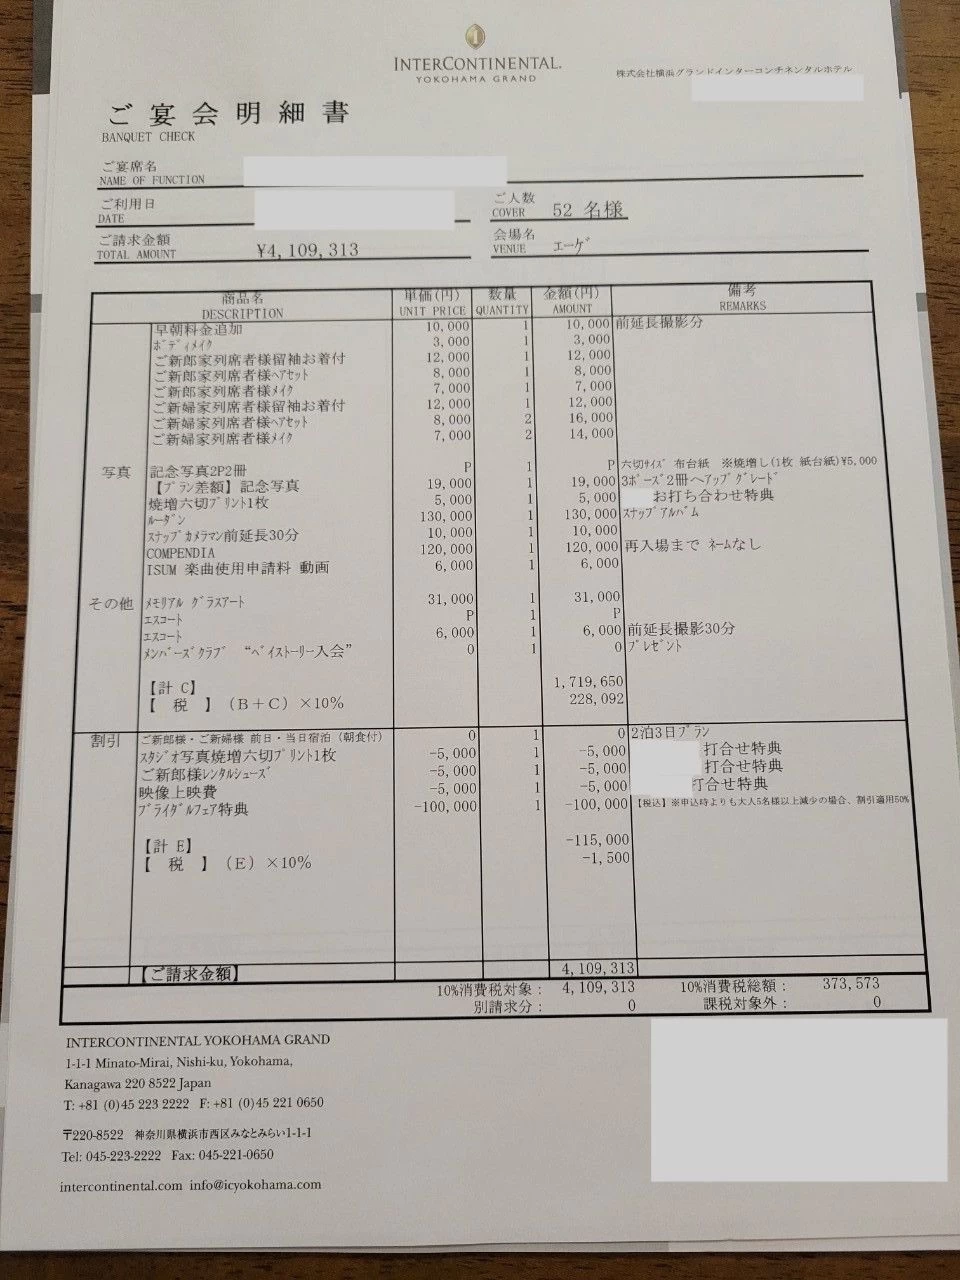 INTERCONTINENTAL.
YOKOHAMA GRAND
株式会社横浜グランドインターコンチネンタルホテル
ご宴会明細書
BANQUET CHECK
ご宴席名
NAME OF FUNCTION
ご利用日
DATE
ご人数
COVER 52 名様
ご請求金額
TOTAL AMOUNT ¥4,109,313
会場名
VENUE ｴｰｹﾞ
商品名 単価(円) 数量 金額(円) 備考
DESCRIPTION UNIT PRICE QUANTITY AMOUNT REMARKS
早朝料金追加 10,000 1 10,000 前延長撮影分
ﾎﾞﾃﾞｨﾒｲｸ 3,000 1 3,000
ご新郎家列席者様留袖お着付 12,000 1 12,000
ご新郎家列席者様ﾍｱｾｯﾄ 8,000 1 8,000
ご新郎家列席者様ﾒｲｸ 7,000 1 7,000
ご新婦家列席者様留袖お着付 12,000 1 12,000
ご新婦家列席者様ﾍｱｾｯﾄ 8,000 2 16,000
ご新婦家列席者様ﾒｲｸ 7,000 2 14,000
写真 記念写真2P2冊 P 1 P 六切ｻｲｽﾞ 布台紙 ※焼増し(1枚 紙台紙)¥5,000
【ﾌﾟﾗﾝ差額】記念写真 19,000 1 19,000 3ﾎﾟｰｽﾞ2冊へｱｯﾌﾟｸﾞﾚｰﾄﾞ
焼増六切ﾌﾟﾘﾝﾄ1枚 5,000 1 5,000 お打ち合わせ特典
ﾙｰﾀﾞﾝ 130,000 1 130,000 ｽﾅｯﾌﾟｱﾙﾊﾞﾑ
ｽﾅｯﾌﾟｶﾒﾗﾏﾝ前延長30分 10,000 1 10,000
COMPENDIA 120,000 1 120,000 再入場まで ﾈｰﾑなし
ISUM 楽曲使用申請料 動画 6,000 1 6,000
その他 ﾒﾓﾘｱﾙ ｸﾞﾗｽｱｰﾄ 31,000 1 31,000
ｴｽｺｰﾄ P 1 P
ｴｽｺｰﾄ 6,000 1 6,000 前延長撮影30分
ﾒﾝﾊﾞｰｽﾞｸﾗﾌﾞ “ﾍﾞｲｽﾄｰﾘｰ入会” 0 1 0 ﾌﾟﾚｾﾞﾝﾄ
【計 C】 1,719,650
【 税 】（B＋C）×10% 228,092
割引 ご新郎様・ご新婦様 前日・当日宿泊（朝食付） 0 1 0 2泊3日ﾌﾟﾗﾝ
ｽﾀｼﾞｵ写真焼増六切ﾌﾟﾘﾝﾄ1枚 -5,000 1 -5,000 打合せ特典
ご新郎様ﾚﾝﾀﾙｼｭｰｽﾞ -5,000 1 -5,000 打合せ特典
映像上映費 -5,000 1 -5,000 打合せ特典
ﾌﾞﾗｲﾀﾞﾙﾌｪｱ特典 -100,000 1 -100,000 【税込】※申込時よりも大人5名様以上減少の場合、割引適用50%
【計 E】 -115,000
【 税 】（E）×10% -1,500
【ご請求金額】 4,109,313
10%消費税対象： 4,109,313 10%消費税総額： 373,573
別請求分： 0 課税対象外： 0
INTERCONTINENTAL YOKOHAMA GRAND
1-1-1 Minato-Mirai, Nishi-ku, Yokohama,
Kanagawa 220 8522 Japan
T: +81 (0)45 223 2222 F: +81 (0)45 221 0650
〒220-8522 神奈川県横浜市西区みなとみらい1-1-1
Tel: 045-223-2222 Fax: 045-221-0650
intercontinental.com info@icyokohama.com